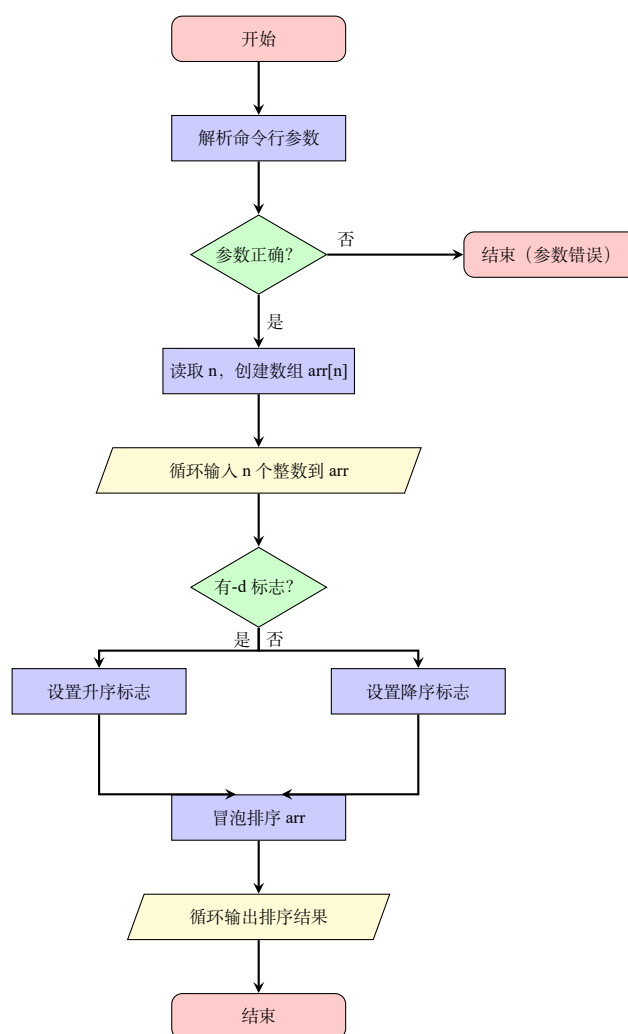 开始
解析命令行参数
参数正确？
否
结束（参数错误）
是
读取 n，创建数组 arr[n]
循环输入 n 个整数到 arr
有-d 标志？
是
否
设置升序标志
设置降序标志
冒泡排序 arr
循环输出排序结果
结束